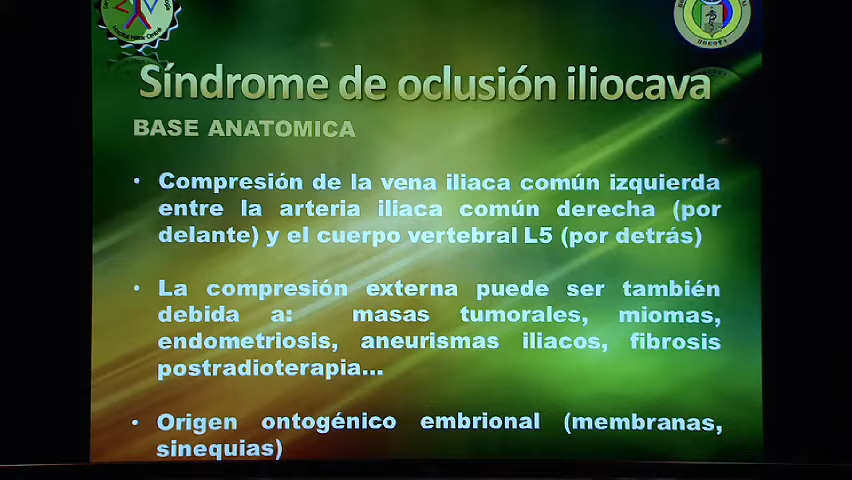 Síndrome de oclusión iliocava
BASE ANATOMICA
• Compresión de la vena iliaca común izquierda
entre la arteria iliaca común derecha (por
delante) y el cuerpo vertebral L5 (por detrás)
• La compresión externa puede ser también
debida a: masas tumorales, miomas,
endometriosis, aneurismas iliacos, fibrosis
postradioterapia...
• Origen ontogénico embrional (membranas,
sinequias)